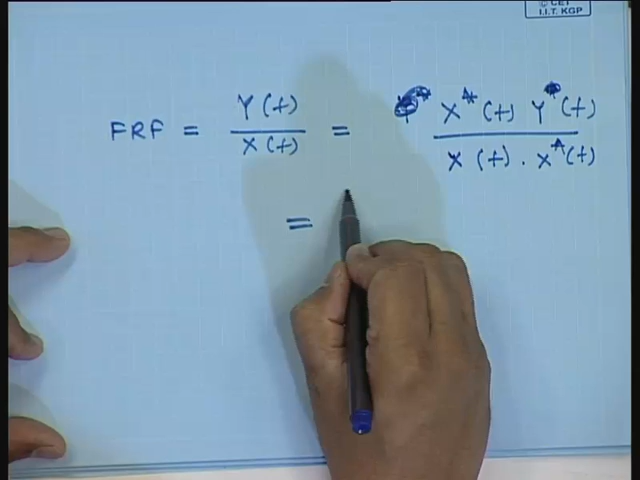 © CET
I.I.T. KGP
FRF = Y(f) / X(f) = X*(f) Y(f) / X(f) · X*(f)
=